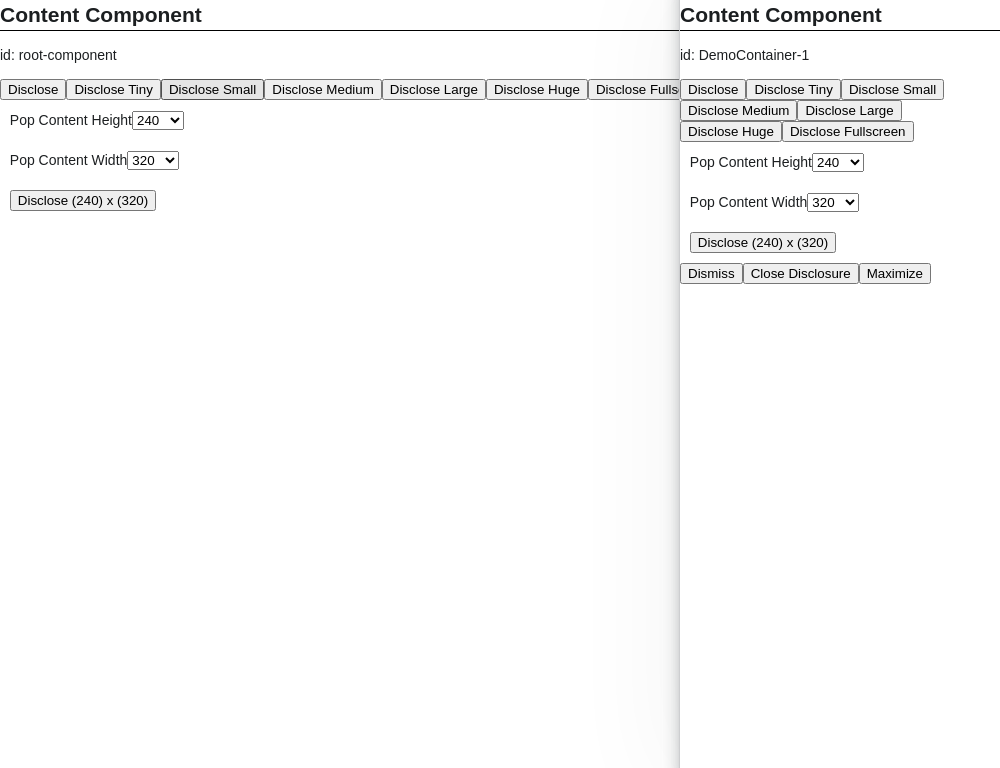 Content Component
id: root-component
Disclose Disclose Tiny Disclose Small Disclose Medium Disclose Large Disclose Huge Disclose Fulls
Pop Content Height 240
Pop Content Width 320
Disclose (240) x (320)
Content Component
id: DemoContainer-1
Disclose Disclose Tiny Disclose Small
Disclose Medium Disclose Large
Disclose Huge Disclose Fullscreen
Pop Content Height 240
Pop Content Width 320
Disclose (240) x (320)
Dismiss Close Disclosure Maximize